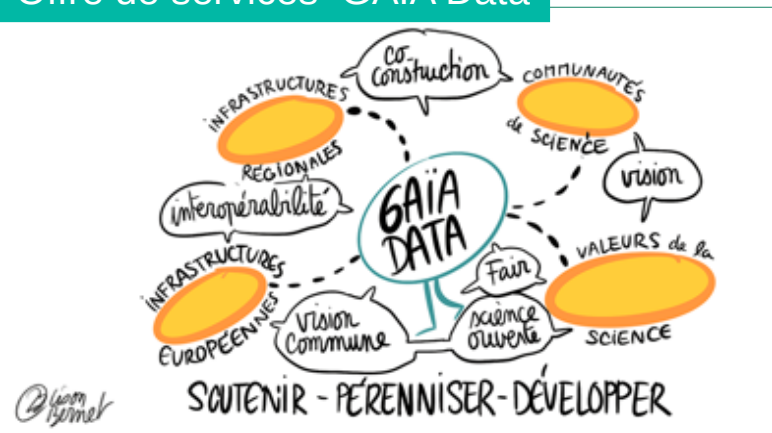 Offre de services GAIA Data
co-
construction
INFRASTRUCTURES
RÉGIONALES
COMMUNAUTÉS
de SCIENCE
vision
interopérabilité
GAÏA
DATA
VALEURS de la
SCIENCE
Fair
INFRASTRUCTURES
EUROPÉENNES
vision
Commune
science
ouverte
SOUTENIR - PÉRENNISER - DÉVELOPPER